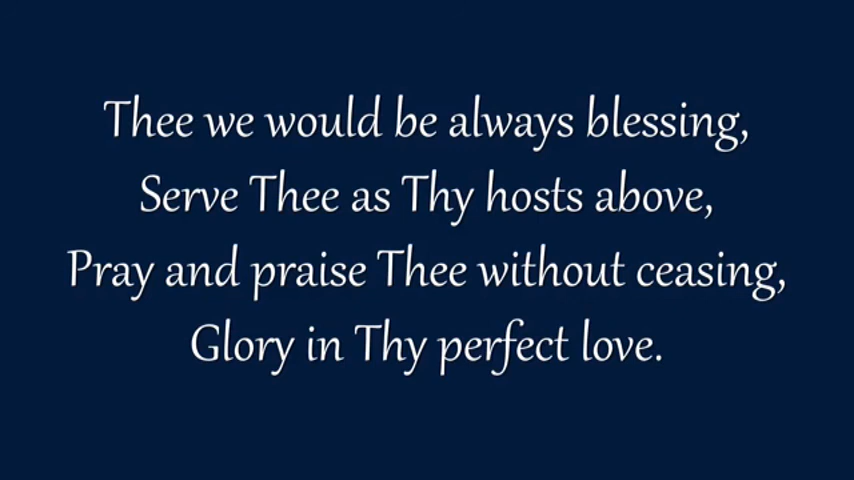 Thee we would be always blessing,
Serve Thee as Thy hosts above,
Pray and praise Thee without ceasing,
Glory in Thy perfect love.